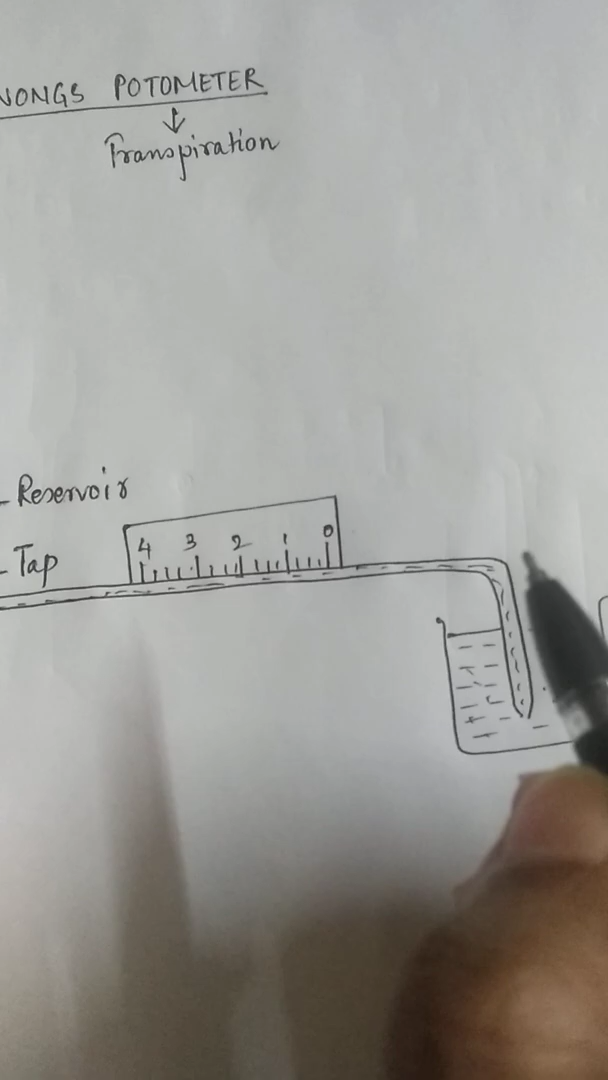 NONGS POTOMETER
Transpiration
Reservoir
Tap
4 3 2 1 0